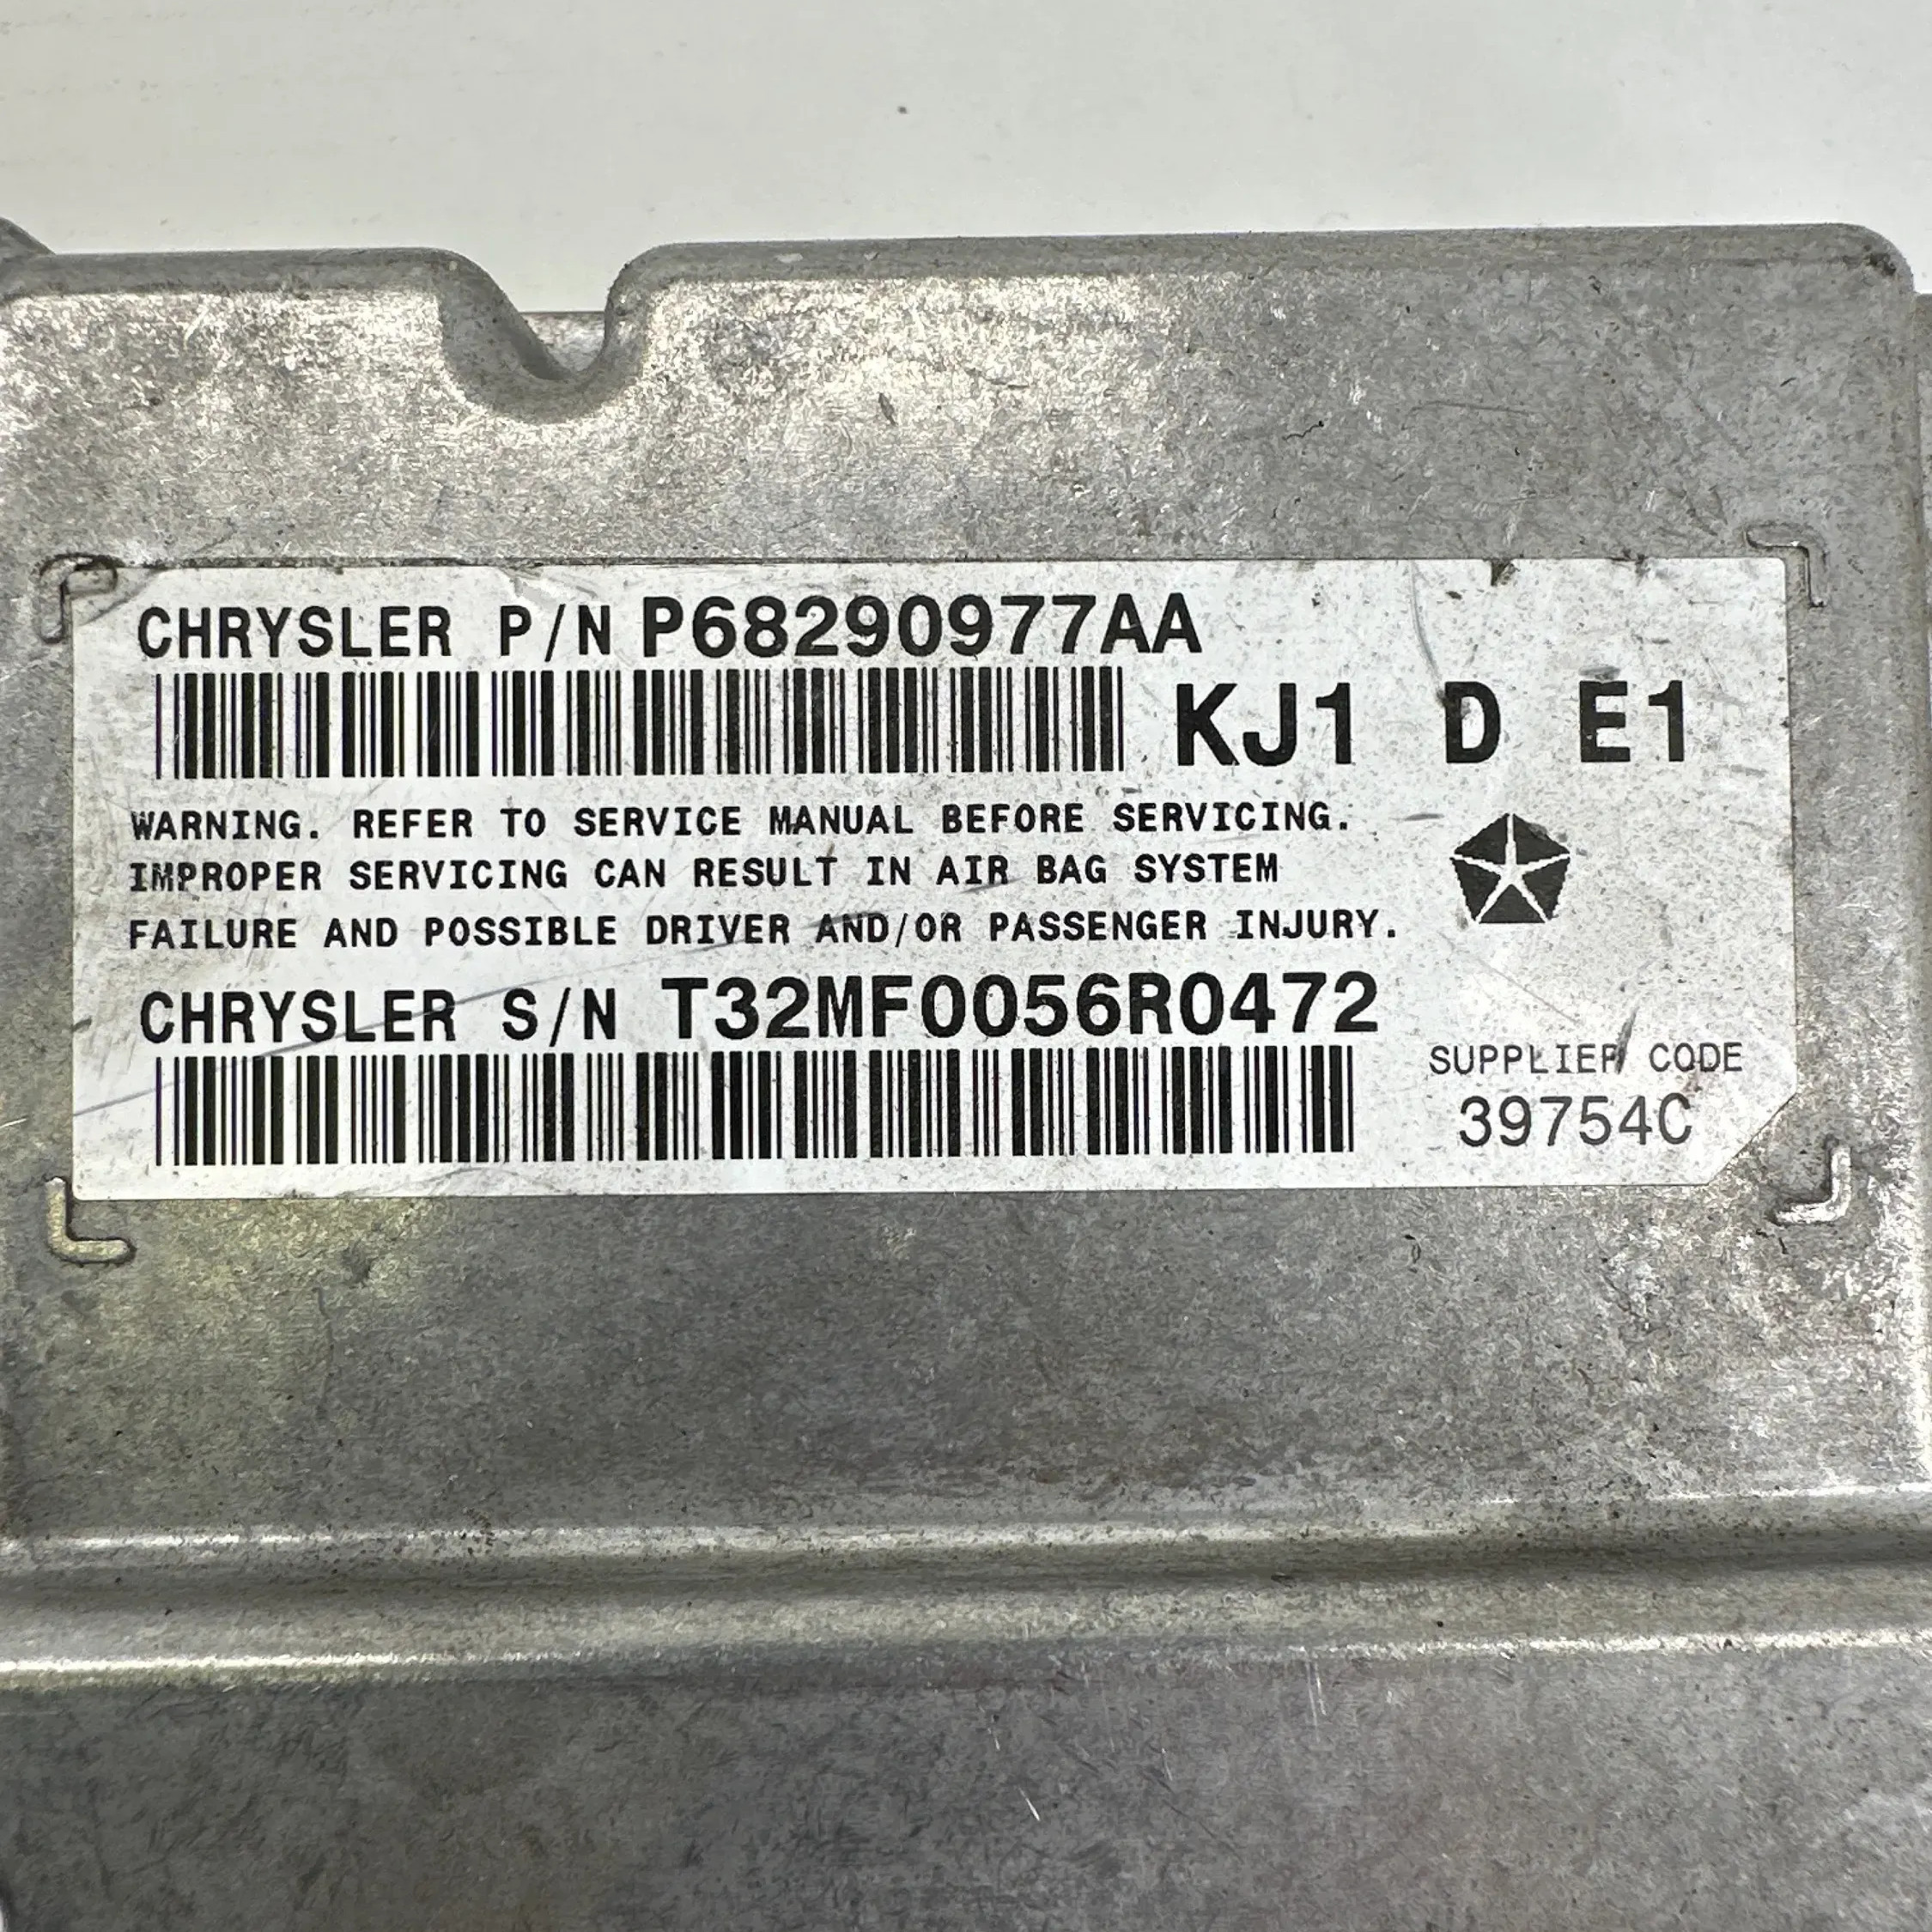 CHRYSLER P/N P68290977AA
KJ1 D E1
WARNING. REFER TO SERVICE MANUAL BEFORE SERVICING.
IMPROPER SERVICING CAN RESULT IN AIR BAG SYSTEM
FAILURE AND POSSIBLE DRIVER AND/OR PASSENGER INJURY.
CHRYSLER S/N T32MF0056R0472
SUPPLIER CODE
39754C